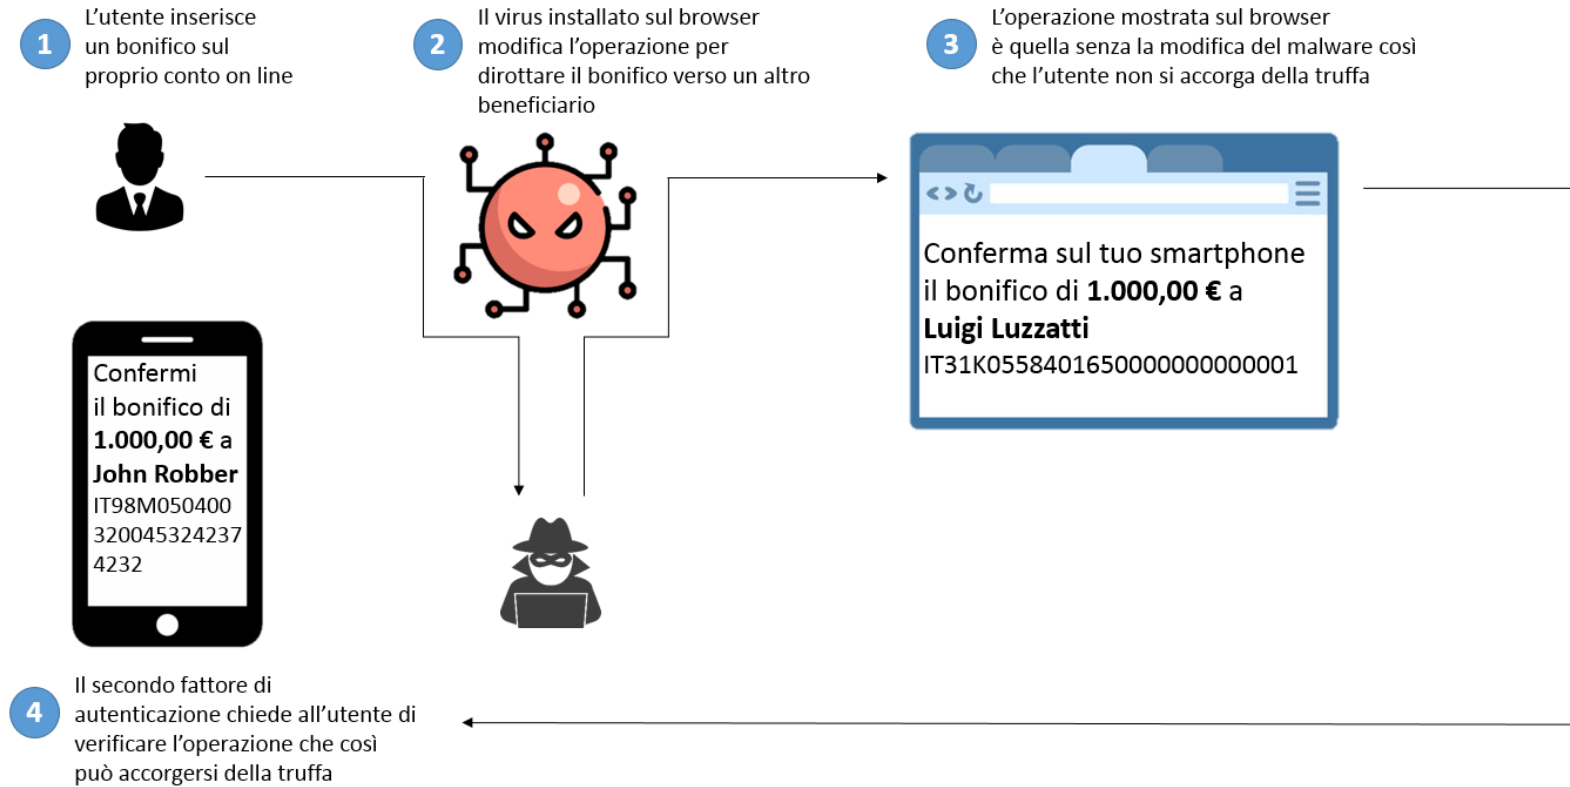 1
L’utente inserisce
un bonifico sul
proprio conto on line
2
Il virus installato sul browser
modifica l’operazione per
dirottare il bonifico verso un altro
beneficiario
3
L’operazione mostrata sul browser
è quella senza la modifica del malware così
che l’utente non si accorga della truffa
Conferma sul tuo smartphone
il bonifico di 1.000,00 € a
Luigi Luzzatti
IT31K0558401650000000000001
Confermi
il bonifico di
1.000,00 € a
John Robber
IT98M050400
320045324237
4232
4
Il secondo fattore di
autenticazione chiede all’utente di
verificare l’operazione che così
può accorgersi della truffa